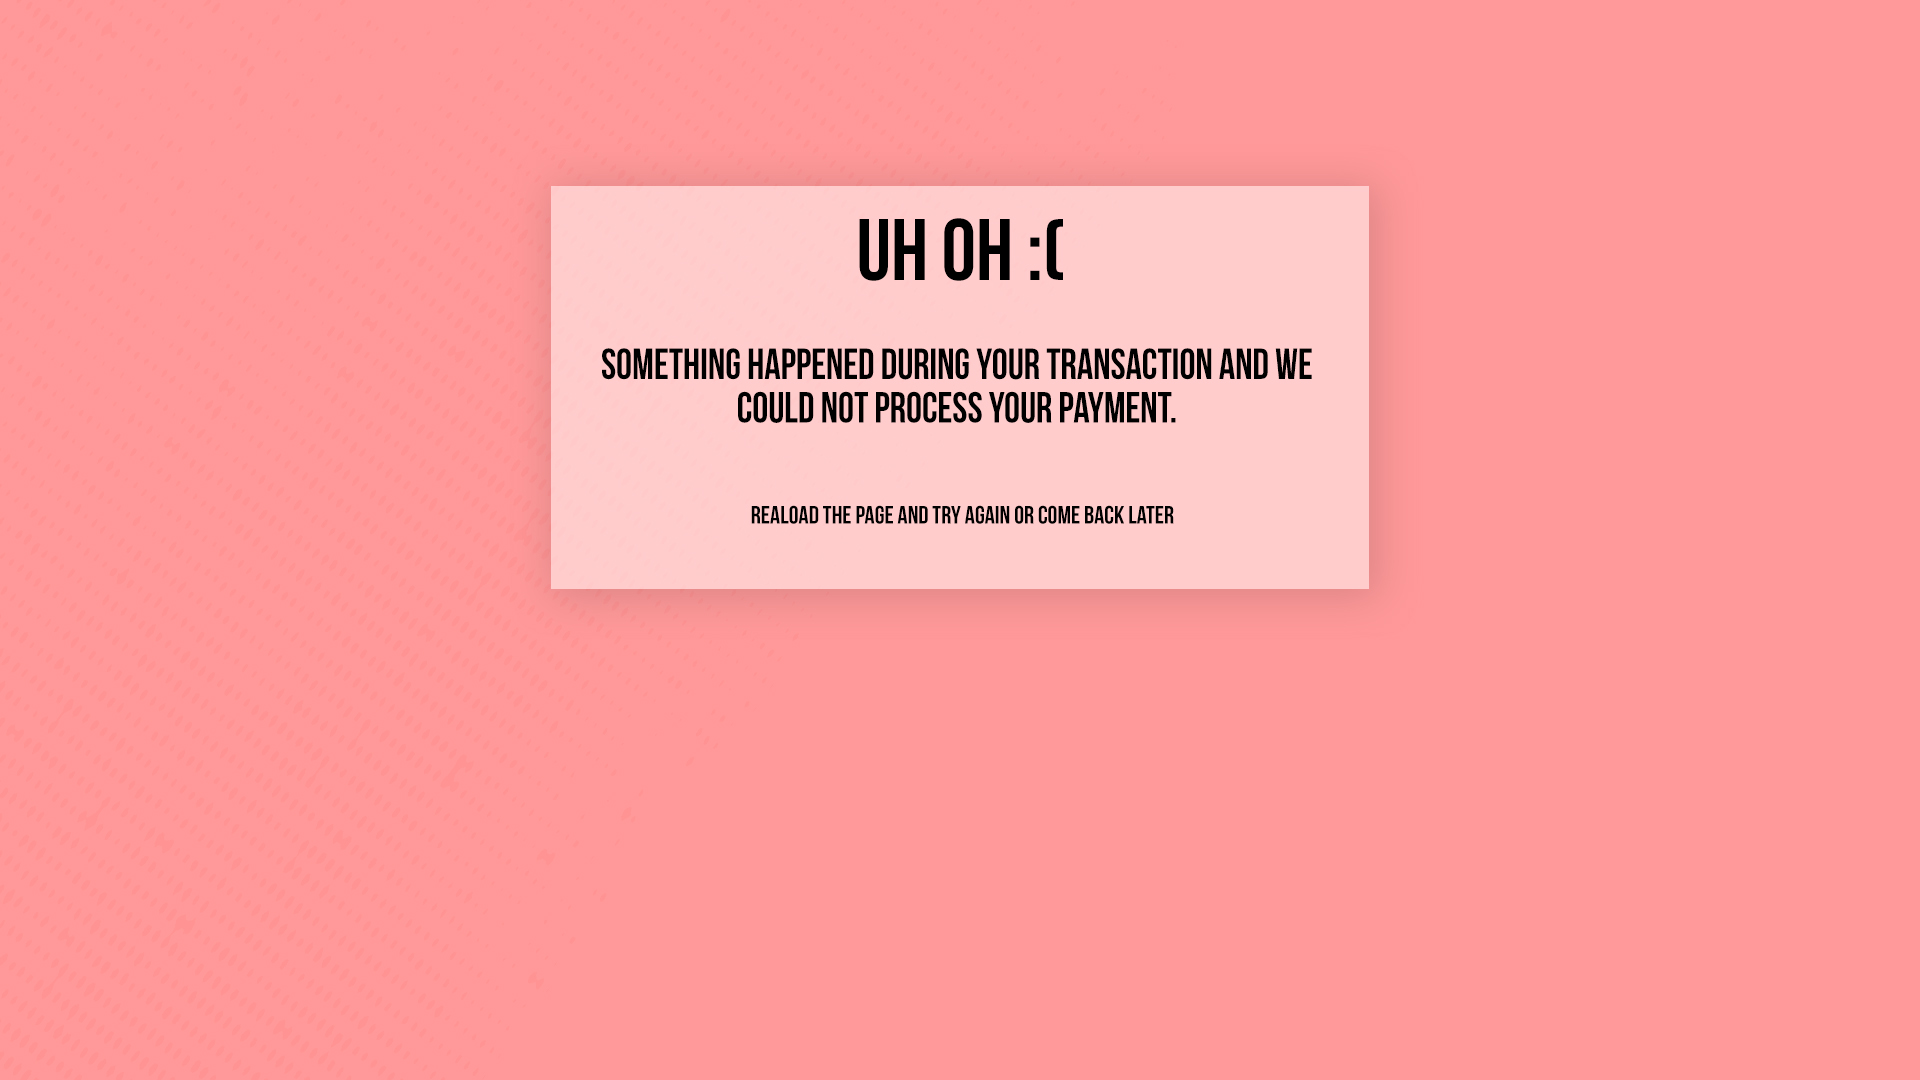 UH OH :(
SOMETHING HAPPENED DURING YOUR TRANSACTION AND WE
COULD NOT PROCESS YOUR PAYMENT.
REALOAD THE PAGE AND TRY AGAIN OR COME BACK LATER